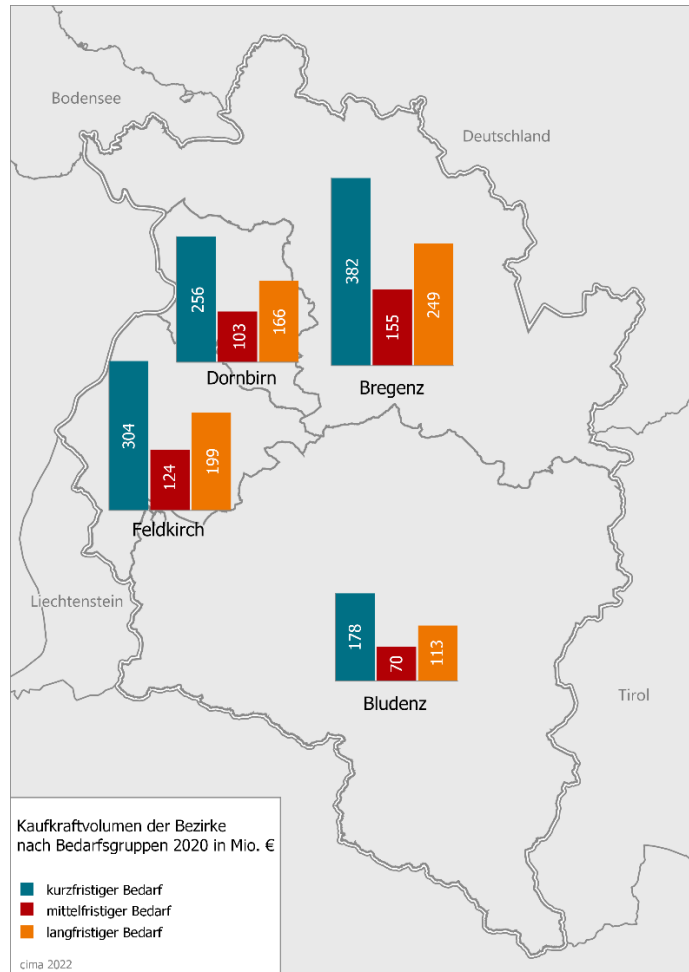 Bodensee
Deutschland
382
155
249
Bregenz
256
103
166
Dornbirn
304
124
199
Feldkirch
Liechtenstein
178
70
113
Bludenz
Tirol
Kaufkraftvolumen der Bezirke
nach Bedarfsgruppen 2020 in Mio. €
kurzfristiger Bedarf
mittelfristiger Bedarf
langfristiger Bedarf
cima 2022